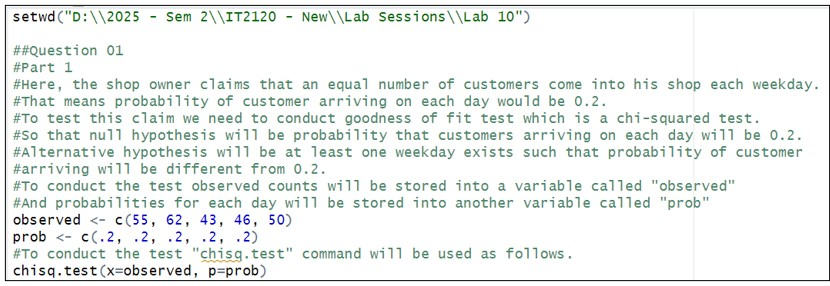 setwd("D:\\2025 - Sem 2\\IT2120 - New\\Lab Sessions\\Lab 10")
##Question 01
#Part 1
#Here, the shop owner claims that an equal number of customers come into his shop each weekday.
#That means probability of customer arriving on each day would be 0.2.
#To test this claim we need to conduct goodness of fit test which is a chi-squared test.
#So that null hypothesis will be probability that customers arriving on each day will be 0.2.
#Alternative hypothesis will be at least one weekday exists such that probability of customer
#arriving will be different from 0.2.
#To conduct the test observed counts will be stored into a variable called "observed"
#And probabilities for each day will be stored into another variable called "prob"
observed <- c(55, 62, 43, 46, 50)
prob <- c(.2, .2, .2, .2, .2)
#To conduct the test "chisq.test" command will be used as follows.
chisq.test(x=observed, p=prob)